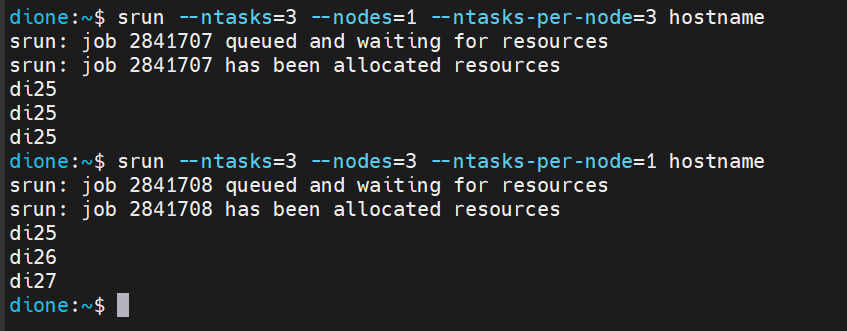 dione:~$ srun --ntasks=3 --nodes=1 --ntasks-per-node=3 hostname
srun: job 2841707 queued and waiting for resources
srun: job 2841707 has been allocated resources
di25
di25
di25
dione:~$ srun --ntasks=3 --nodes=3 --ntasks-per-node=1 hostname
srun: job 2841708 queued and waiting for resources
srun: job 2841708 has been allocated resources
di25
di26
di27
dione:~$